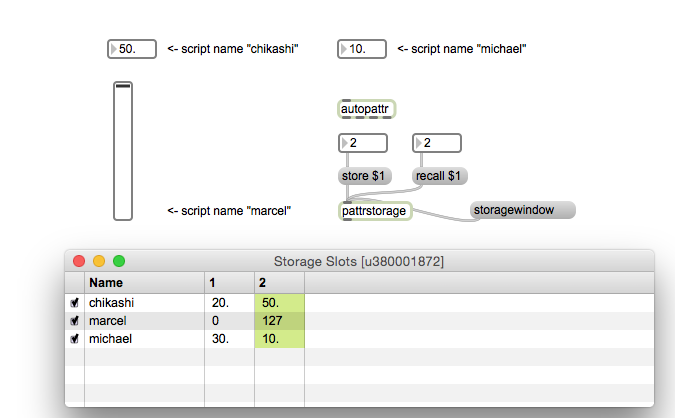 50. <- script name "chikashi" 10. <- script name "michael"
autopattr
2 2
store $1 recall $1
<- script name "marcel" pattrstorage storagewindow
Storage Slots [u380001872]
Name 1 2
chikashi 20. 50.
marcel 0 127
michael 30. 10.